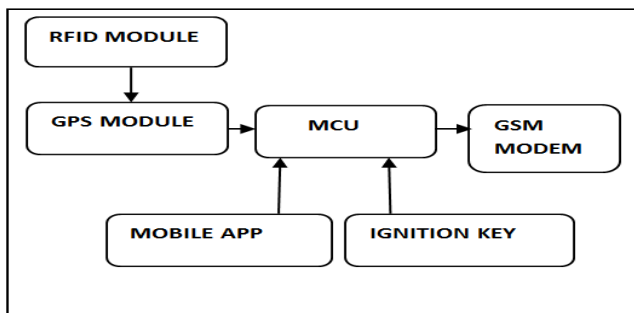 RFID MODULE
GPS MODULE
MCU
GSM
MODEM
MOBILE APP
IGNITION KEY